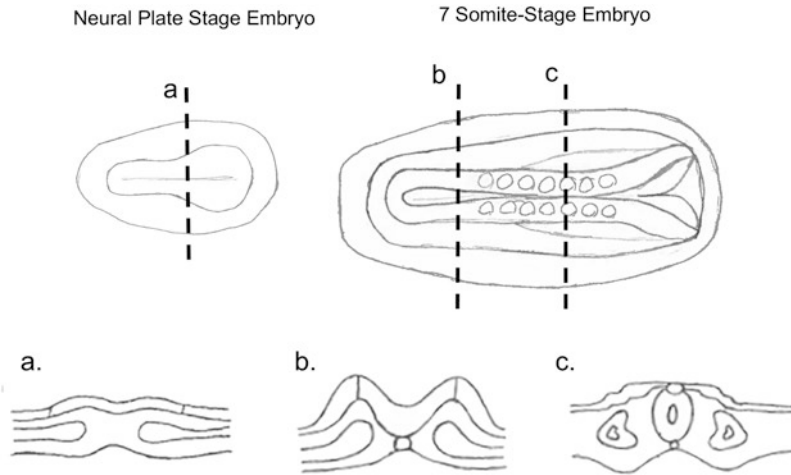 Neural Plate Stage Embryo
7 Somite-Stage Embryo
a
b
c
a.
b.
c.